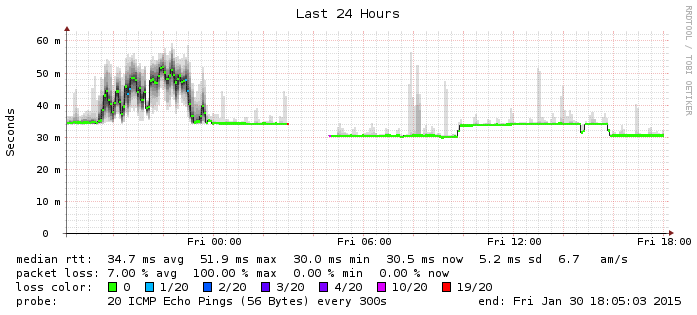 Last 24 Hours
RRDTOOL / TOBI OETIKER
Seconds
60 m
50 m
40 m
30 m
20 m
10 m
0
Fri 00:00 Fri 06:00 Fri 12:00 Fri 18:00
median rtt: 34.7 ms avg 51.9 ms max 30.0 ms min 30.5 ms now 5.2 ms sd 6.7 am/s
packet loss: 7.00 % avg 100.00 % max 0.00 % min 0.00 % now
loss color: 0 1/20 2/20 3/20 4/20 10/20 19/20
probe: 20 ICMP Echo Pings (56 Bytes) every 300s end: Fri Jan 30 18:05:03 2015